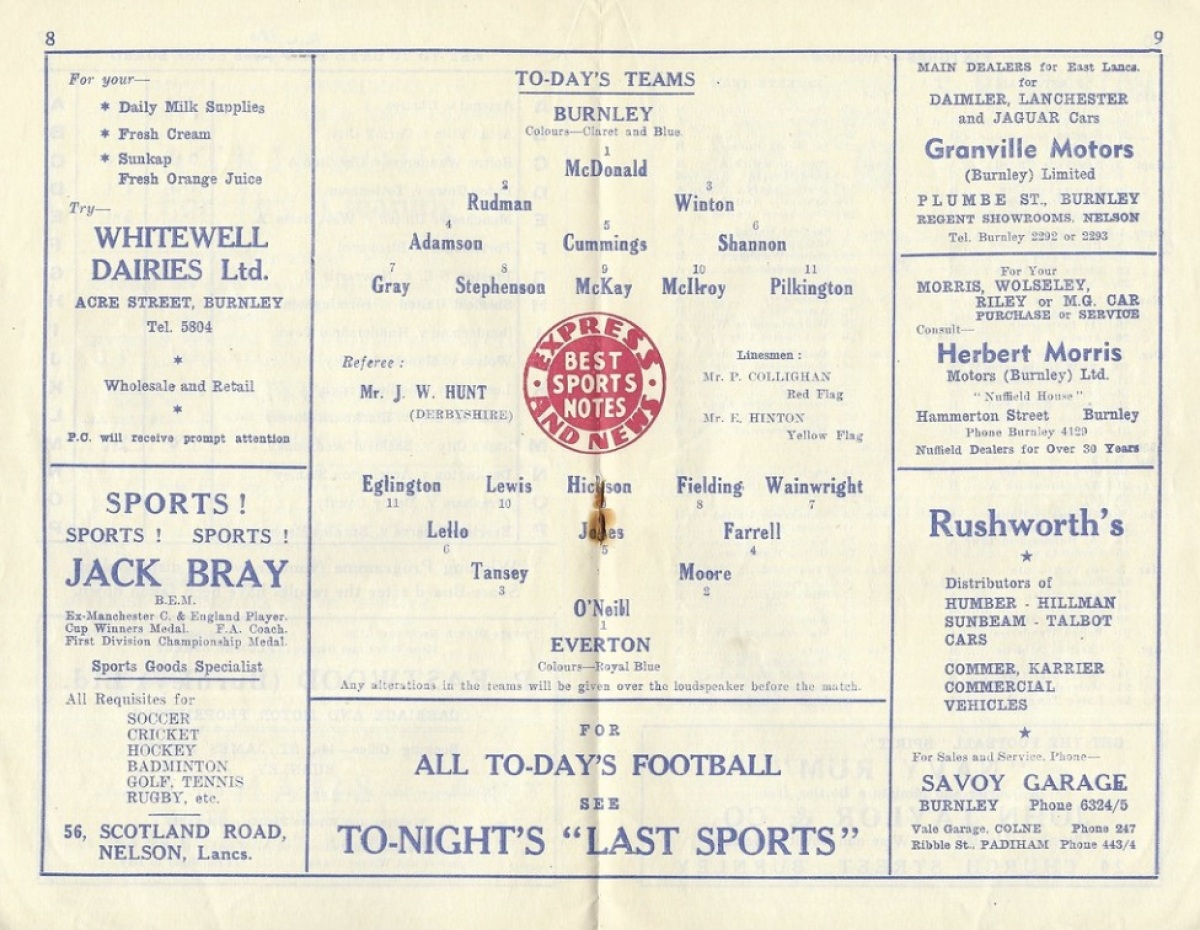 8
9
For your—
* Daily Milk Supplies
* Fresh Cream
* Sunkap
Fresh Orange Juice
Try—
WHITEWELL
DAIRIES Ltd.
ACRE STREET, BURNLEY
Tel. 5804
*
Wholesale and Retail
*
P.C. will receive prompt attention
SPORTS !
SPORTS ! SPORTS !
JACK BRAY
B.E.M.
Ex-Manchester C. & England Player.
Cup Winners Medal. F.A. Coach.
First Division Championship Medal.
Sports Goods Specialist
All Requisites for
SOCCER
CRICKET
HOCKEY
BADMINTON
GOLF, TENNIS
RUGBY, etc.
56, SCOTLAND ROAD,
NELSON, Lancs.
TO-DAY'S TEAMS
BURNLEY
Colours—Claret and Blue
1
McDonald
2 3
Rudman Winton
4 5 6
Adamson Cummings Shannon
7 8 9 10 11
Gray Stephenson McKay McIlroy Pilkington
Referee :
Mr. J. W. HUNT
(DERBYSHIRE)
EXPRESS
BEST
SPORTS
NOTES
AND NEWS
Linesmen :
Mr. P. COLLIGHAN
Red Flag
Mr. E. HINTON
Yellow Flag
Eglington Lewis Hickson Fielding Wainwright
11 10 8 7
Lello Jones Farrell
6 5 4
Tansey Moore
3 2
O'Neill
1
EVERTON
Colours—Royal Blue
Any alterations in the teams will be given over the loudspeaker before the match.
FOR
ALL TO-DAY'S FOOTBALL
SEE
TO-NIGHT'S "LAST SPORTS"
MAIN DEALERS for East Lancs.
for
DAIMLER, LANCHESTER
and JAGUAR Cars
Granville Motors
(Burnley) Limited
PLUMBE ST., BURNLEY
REGENT SHOWROOMS, NELSON
Tel. Burnley 2292 or 2293
For Your
MORRIS, WOLSELEY,
RILEY or M.G. CAR
PURCHASE or SERVICE
Consult—
Herbert Morris
Motors (Burnley) Ltd.
"Nuffield House"
Hammerton Street Burnley
Phone Burnley 4129
Nuffield Dealers for Over 30 Years
Rushworth's
*
Distributors of
HUMBER - HILLMAN
SUNBEAM - TALBOT
CARS
COMMER, KARRIER
COMMERCIAL
VEHICLES
*
For Sales and Service, Phone—
SAVOY GARAGE
BURNLEY Phone 6324/5
Vale Garage, COLNE Phone 247
Ribble St., PADIHAM Phone 443/4